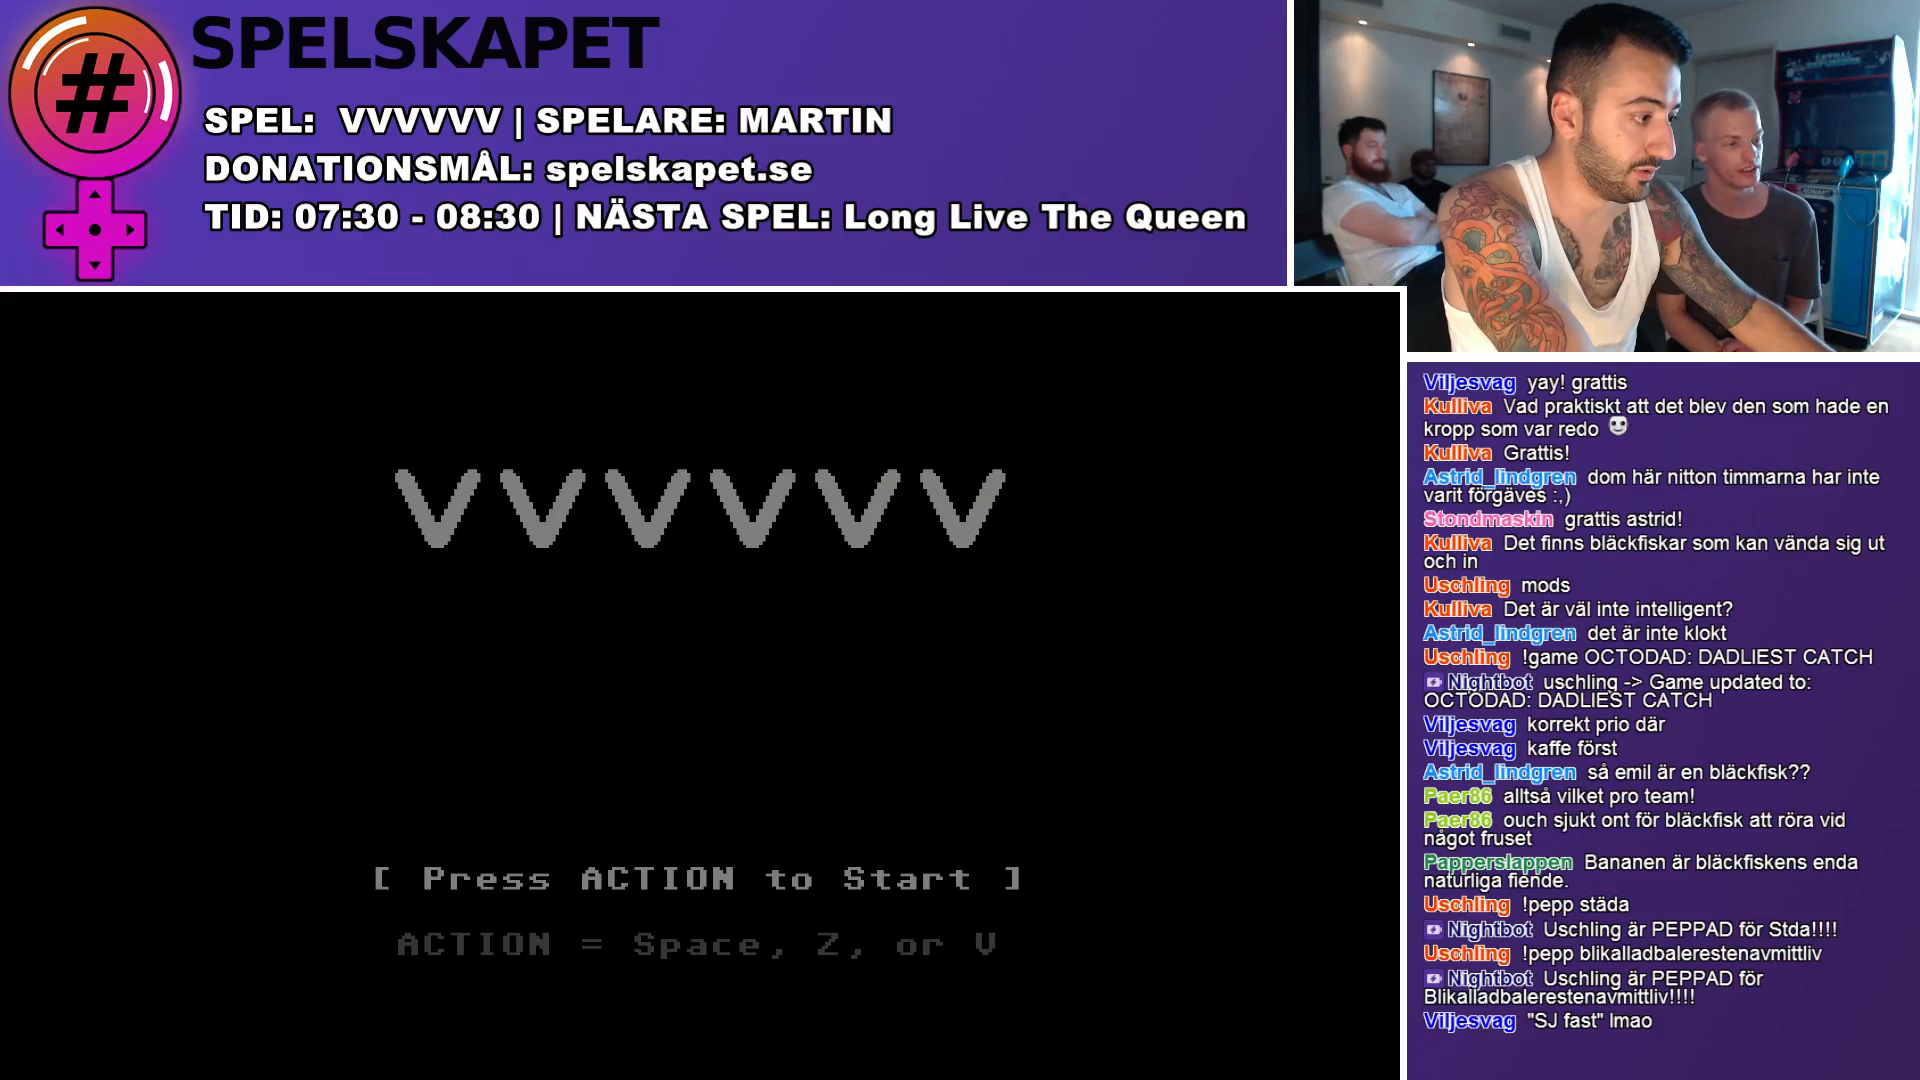 #
SPELSKAPET
SPEL: VVVVVV | SPELARE: MARTIN
DONATIONSMÅL: spelskapet.se
TID: 07:30 - 08:30 | NÄSTA SPEL: Long Live The Queen
VVVVVV
[ Press ACTION to Start ]
ACTION = Space, Z, or V
Viljesvag yay! grattis
Kulliva Vad praktiskt att det blev den som hade en
kropp som var redo
Kulliva Grattis!
Astrid_lindgren dom här nitton timmarna har inte
varit förgäves :,)
Stondmaskin grattis astrid!
Kulliva Det finns bläckfiskar som kan vända sig ut
och in
Uschling mods
Kulliva Det är väl inte intelligent?
Astrid_lindgren det är inte klokt
Uschling !game OCTODAD: DADLIEST CATCH
Nightbot uschling -> Game updated to:
OCTODAD: DADLIEST CATCH
Viljesvag korrekt prio där
Viljesvag kaffe först
Astrid_lindgren så emil är en bläckfisk??
Paer86 alltså vilket pro team!
Paer86 ouch sjukt ont för bläckfisk att röra vid
något fruset
Papperslappen Bananen är bläckfiskens enda
naturliga fiende.
Uschling !pepp städa
Nightbot Uschling är PEPPAD för Stda!!!!
Uschling !pepp blikalladbalerestenavmittliv
Nightbot Uschling är PEPPAD för
Blikalladbalerestenavmittliv!!!!
Viljesvag "SJ fast" lmao